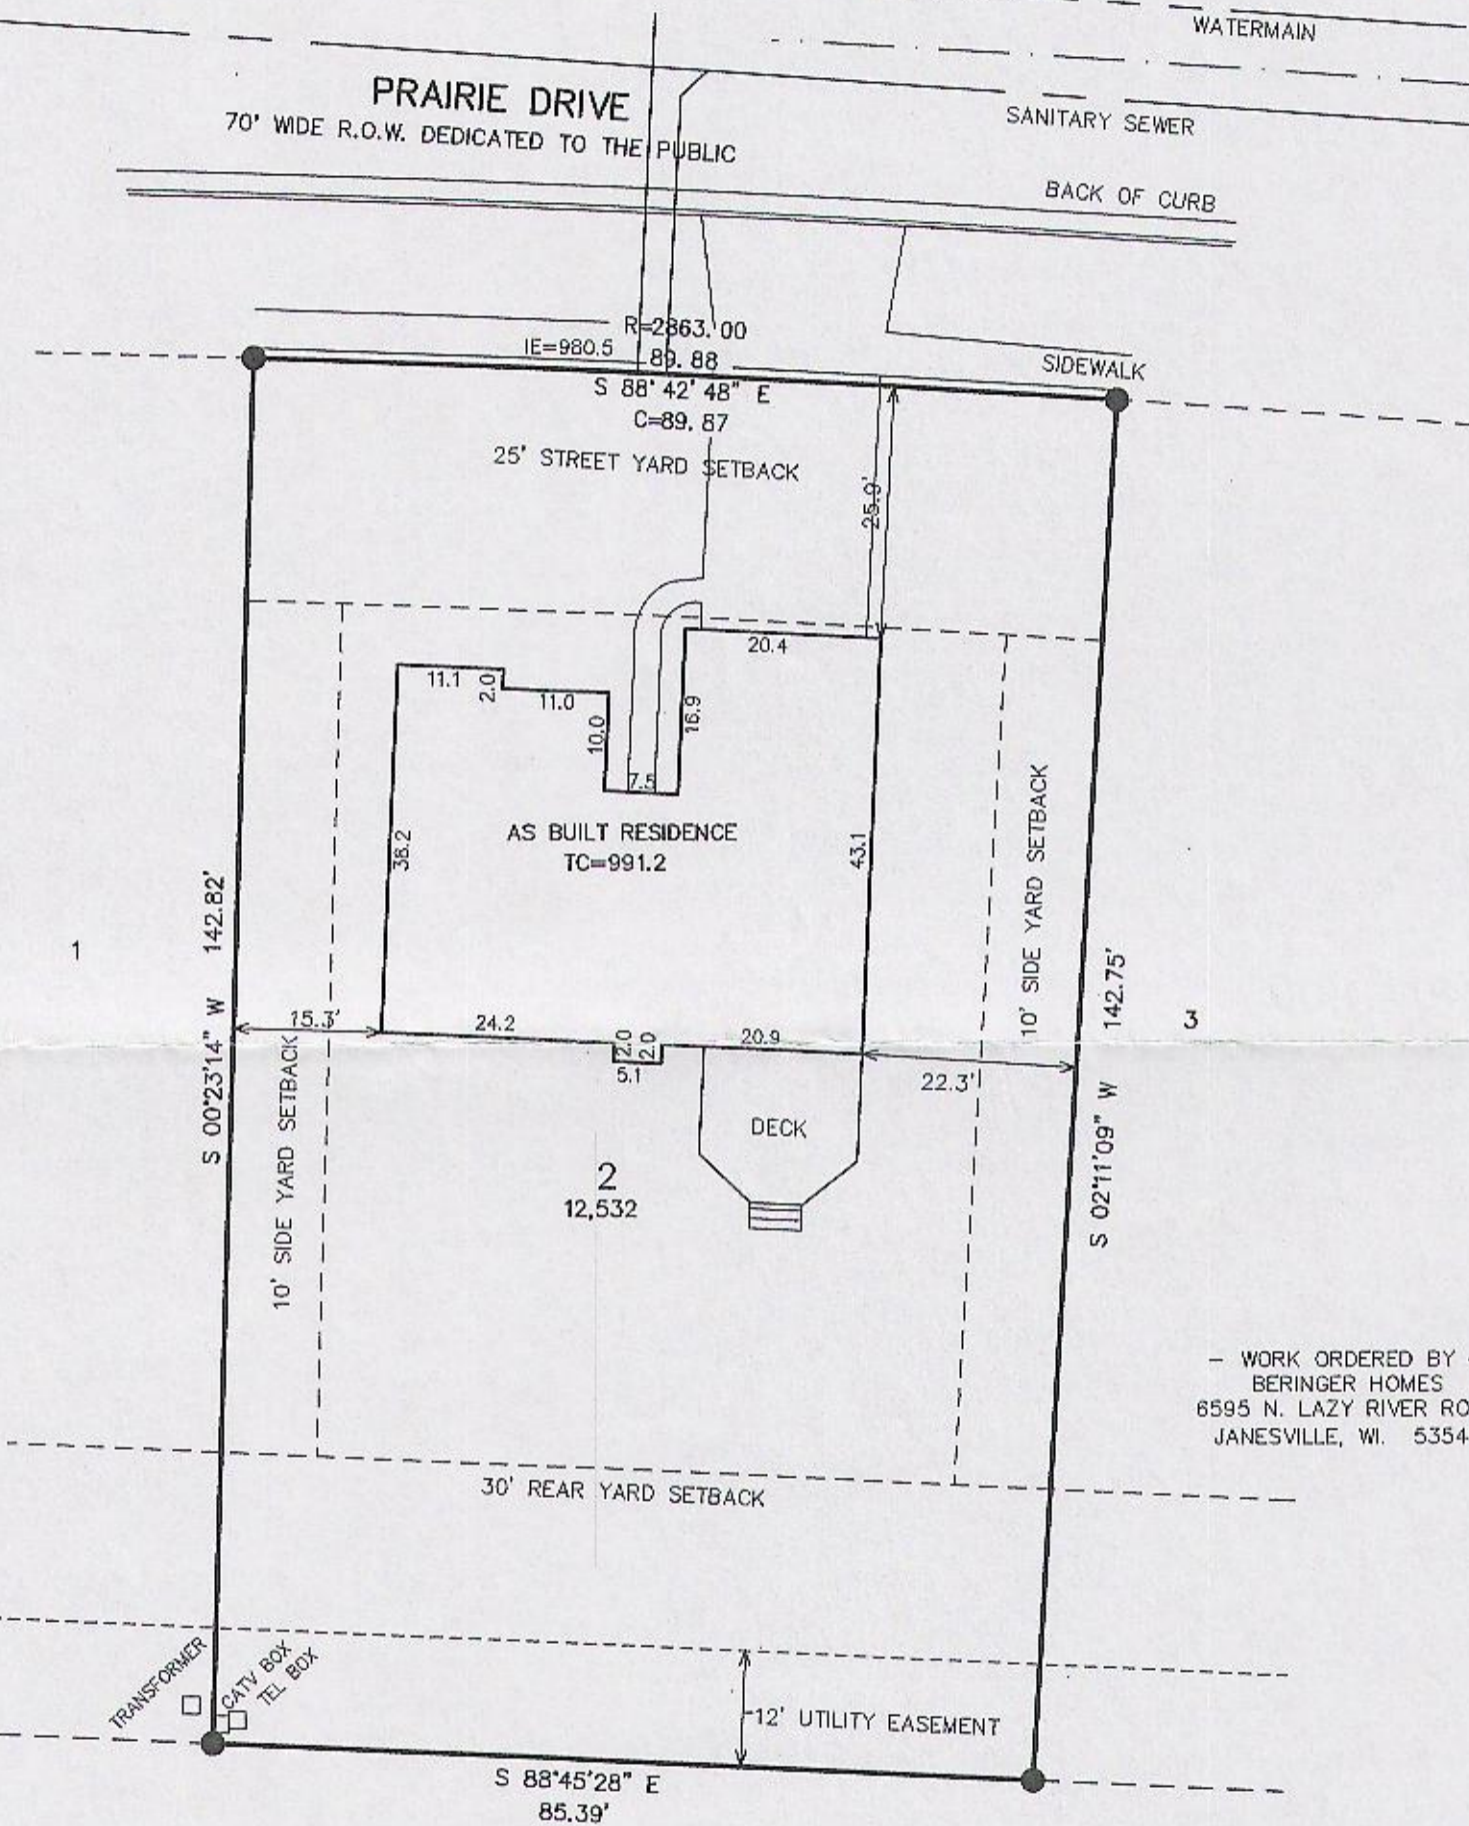 WATERMAIN
PRAIRIE DRIVE
70' WIDE R.O.W. DEDICATED TO THE PUBLIC
SANITARY SEWER
BACK OF CURB
R=2863.00
IE=980.5
89.88
SIDEWALK
S 88°42'48" E
C=89.87
25' STREET YARD SETBACK
25.9'
20.4
11.1
2.0
11.0
10.0
16.9
7.5
AS BUILT RESIDENCE
TC=991.2
38.2
43.1
10' SIDE YARD SETBACK
S 00°23'14" W 142.82'
1
S 02°11'09" W 142.75'
3
15.3'
24.2
2.0
2.0
5.1
20.9
22.3'
10' SIDE YARD SETBACK
DECK
2
12,532
- WORK ORDERED BY
BERINGER HOMES
6595 N. LAZY RIVER RO
JANESVILLE, WI. 5354
30' REAR YARD SETBACK
TRANSFORMER
CATV BOX
TEL BOX
12' UTILITY EASEMENT
S 88°45'28" E
85.39'